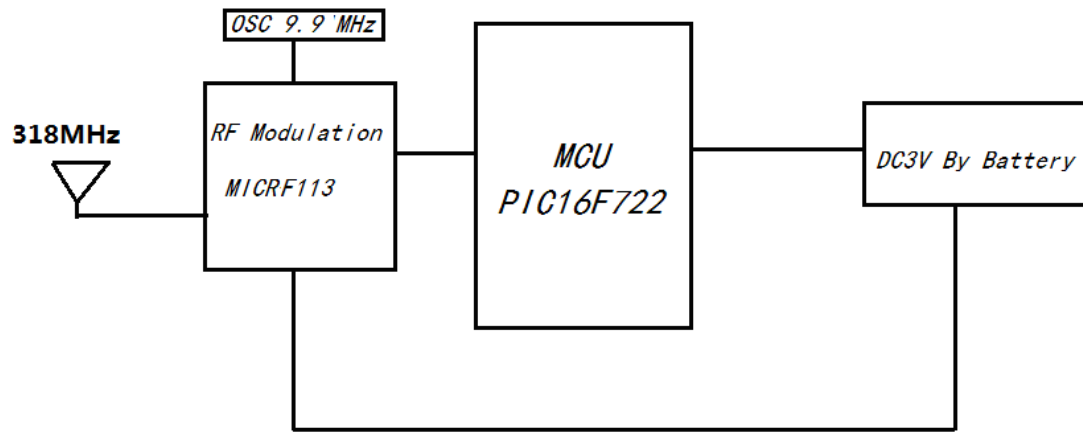 OSC 9.9'MHz
318MHz
RF Modulation
MICRF113
MCU
PIC16F722
DC3V By Battery